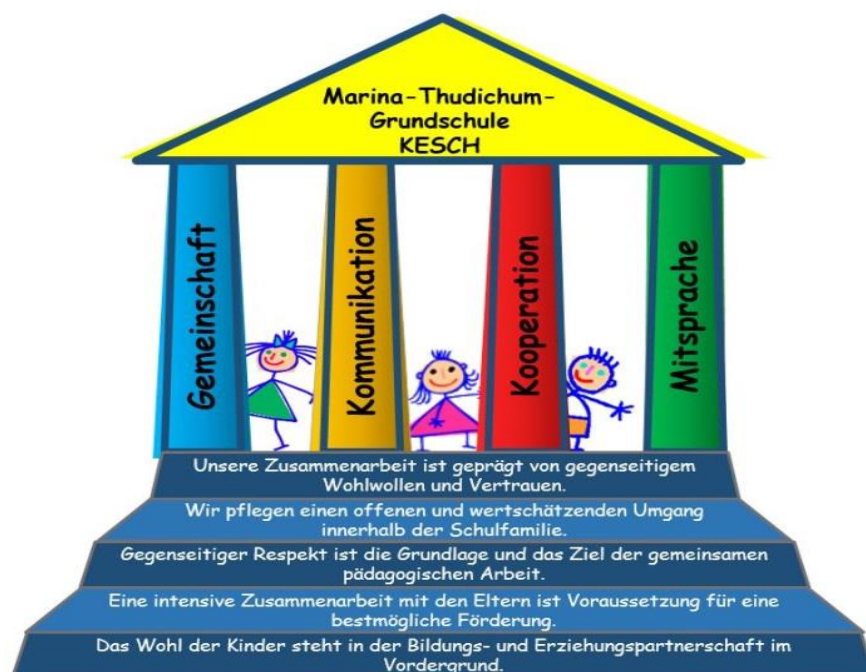 Marina-Thudichum-
Grundschule
KESCH
Gemeinschaft
Kommunikation
Kooperation
Mitsprache
Unsere Zusammenarbeit ist geprägt von gegenseitigem
Wohlwollen und Vertrauen.
Wir pflegen einen offenen und wertschätzenden Umgang
innerhalb der Schulfamilie.
Gegenseitiger Respekt ist die Grundlage und das Ziel der gemeinsamen
pädagogischen Arbeit.
Eine intensive Zusammenarbeit mit den Eltern ist Voraussetzung für eine
bestmögliche Förderung.
Das Wohl der Kinder steht in der Bildungs- und Erziehungspartnerschaft im
Vordergrund.